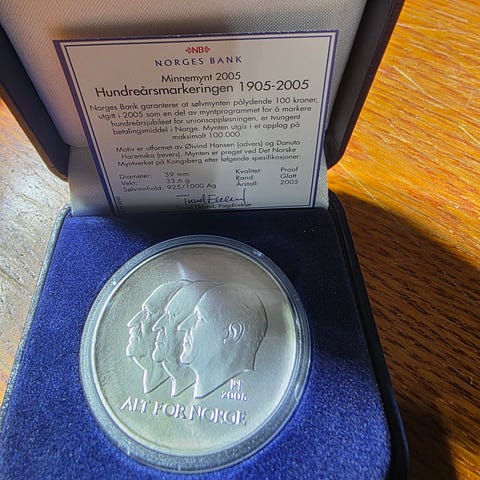 NB
NORGES BANK
Minnemynt 2005
Hundreårsmarkeringen 1905-2005
Norges Bank garanterer at sølvmynten pålydende 100 kroner,
utgitt i 2005 som en del av myntprogrammet for å markere
hundreårsjubileet for unionsoppløsningen, er tvungent
betalingsmiddel i Norge. Mynten utgis i et opplag på
maksimalt 100.000.
Motivet er utformet av Øivind Hansen (advers) og Danuta
Haremska (revers). Mynten er preget ved Det Norske
Myntverket på Kongsberg etter følgende spesifikasjoner:
Diameter: 39 mm Kvalitet: Proof
Vekt: 33.6 g Rand: Glatt
Sølvinnhold: 925/1000 Ag Årstall: 2005
Fagdirektør
2005
ALT FOR NORGE